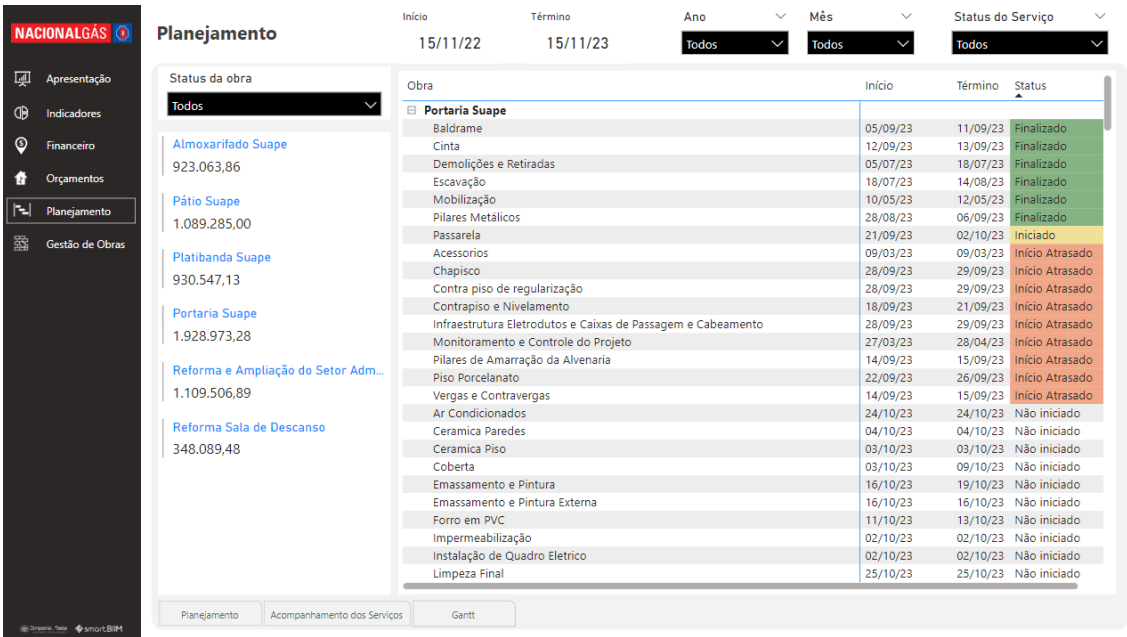 NACIONALGÁS
Apresentação
Indicadores
Financeiro
Orçamentos
Planejamento
Gestão de Obras
smartBIM
Planejamento
Início
15/11/22
Término
15/11/23
Ano
Todos
Mês
Todos
Status do Serviço
Todos
Status da obra
Todos
Almoxarifado Suape
923.063,86
Pátio Suape
1.089.285,00
Platibanda Suape
930.547,13
Portaria Suape
1.928.973,28
Reforma e Ampliação do Setor Adm...
1.109.506,89
Reforma Sala de Descanso
348.089,48
Obra Início Término Status
Portaria Suape
Baldrame 05/09/23 11/09/23 Finalizado
Cinta 12/09/23 13/09/23 Finalizado
Demolições e Retiradas 05/07/23 18/07/23 Finalizado
Escavação 18/07/23 14/08/23 Finalizado
Mobilização 10/05/23 12/05/23 Finalizado
Pilares Metálicos 28/08/23 06/09/23 Finalizado
Passarela 21/09/23 02/10/23 Iniciado
Acessorios 09/03/23 09/03/23 Início Atrasado
Chapisco 28/09/23 29/09/23 Início Atrasado
Contra piso de regularização 28/09/23 29/09/23 Início Atrasado
Contrapiso e Nivelamento 18/09/23 21/09/23 Início Atrasado
Infraestrutura Eletrodutos e Caixas de Passagem e Cabeamento 28/09/23 29/09/23 Início Atrasado
Monitoramento e Controle do Projeto 27/03/23 28/04/23 Início Atrasado
Pilares de Amarração da Alvenaria 14/09/23 15/09/23 Início Atrasado
Piso Porcelanato 22/09/23 26/09/23 Início Atrasado
Vergas e Contravergas 14/09/23 15/09/23 Início Atrasado
Ar Condicionados 24/10/23 24/10/23 Não iniciado
Ceramica Paredes 04/10/23 04/10/23 Não iniciado
Ceramica Piso 03/10/23 03/10/23 Não iniciado
Coberta 03/10/23 09/10/23 Não iniciado
Emassamento e Pintura 16/10/23 19/10/23 Não iniciado
Emassamento e Pintura Externa 16/10/23 16/10/23 Não iniciado
Forro em PVC 11/10/23 13/10/23 Não iniciado
Impermeabilização 02/10/23 02/10/23 Não iniciado
Instalação de Quadro Eletrico 02/10/23 02/10/23 Não iniciado
Limpeza Final 25/10/23 25/10/23 Não iniciado
Planejamento
Acompanhamento dos Serviços
Gantt